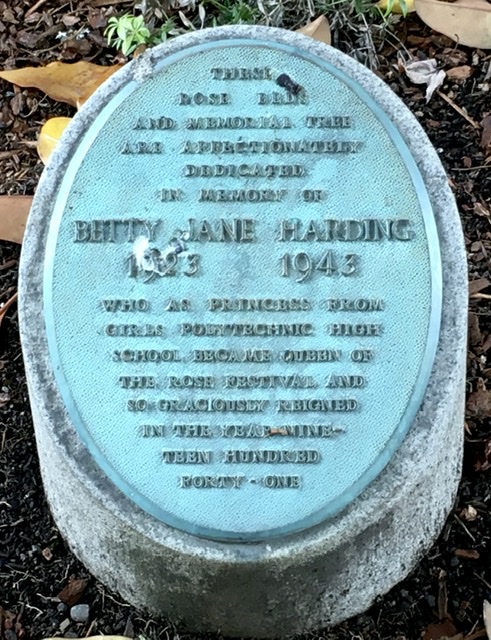 THESE
ROSE BEDS
AND MEMORIAL TREE
ARE AFFECTIONATELY
DEDICATED
IN MEMORY OF
BETTY JANE HARDING
1923 1943
WHO AS PRINCESS FROM
GIRLS POLYTECHNIC HIGH
SCHOOL BECAME QUEEN OF
THE ROSE FESTIVAL AND
SO GRACIOUSLY REIGNED
IN THE YEAR NINE-
TEEN HUNDRED
FORTY-ONE